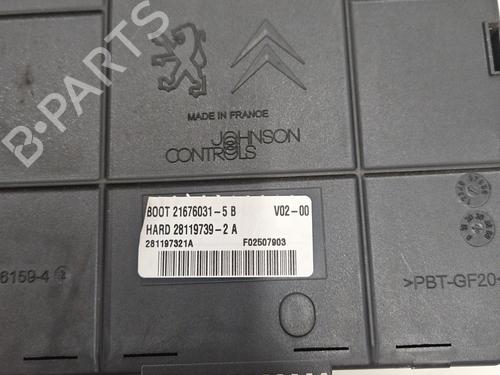 MADE IN FRANCE
JOHNSON
CONTROLS
BOOT 21676031-5 B V02-00
HARD 28119739-2 A
281197321A F02507903
6159-4
>PBT-GF20-
B-PARTS